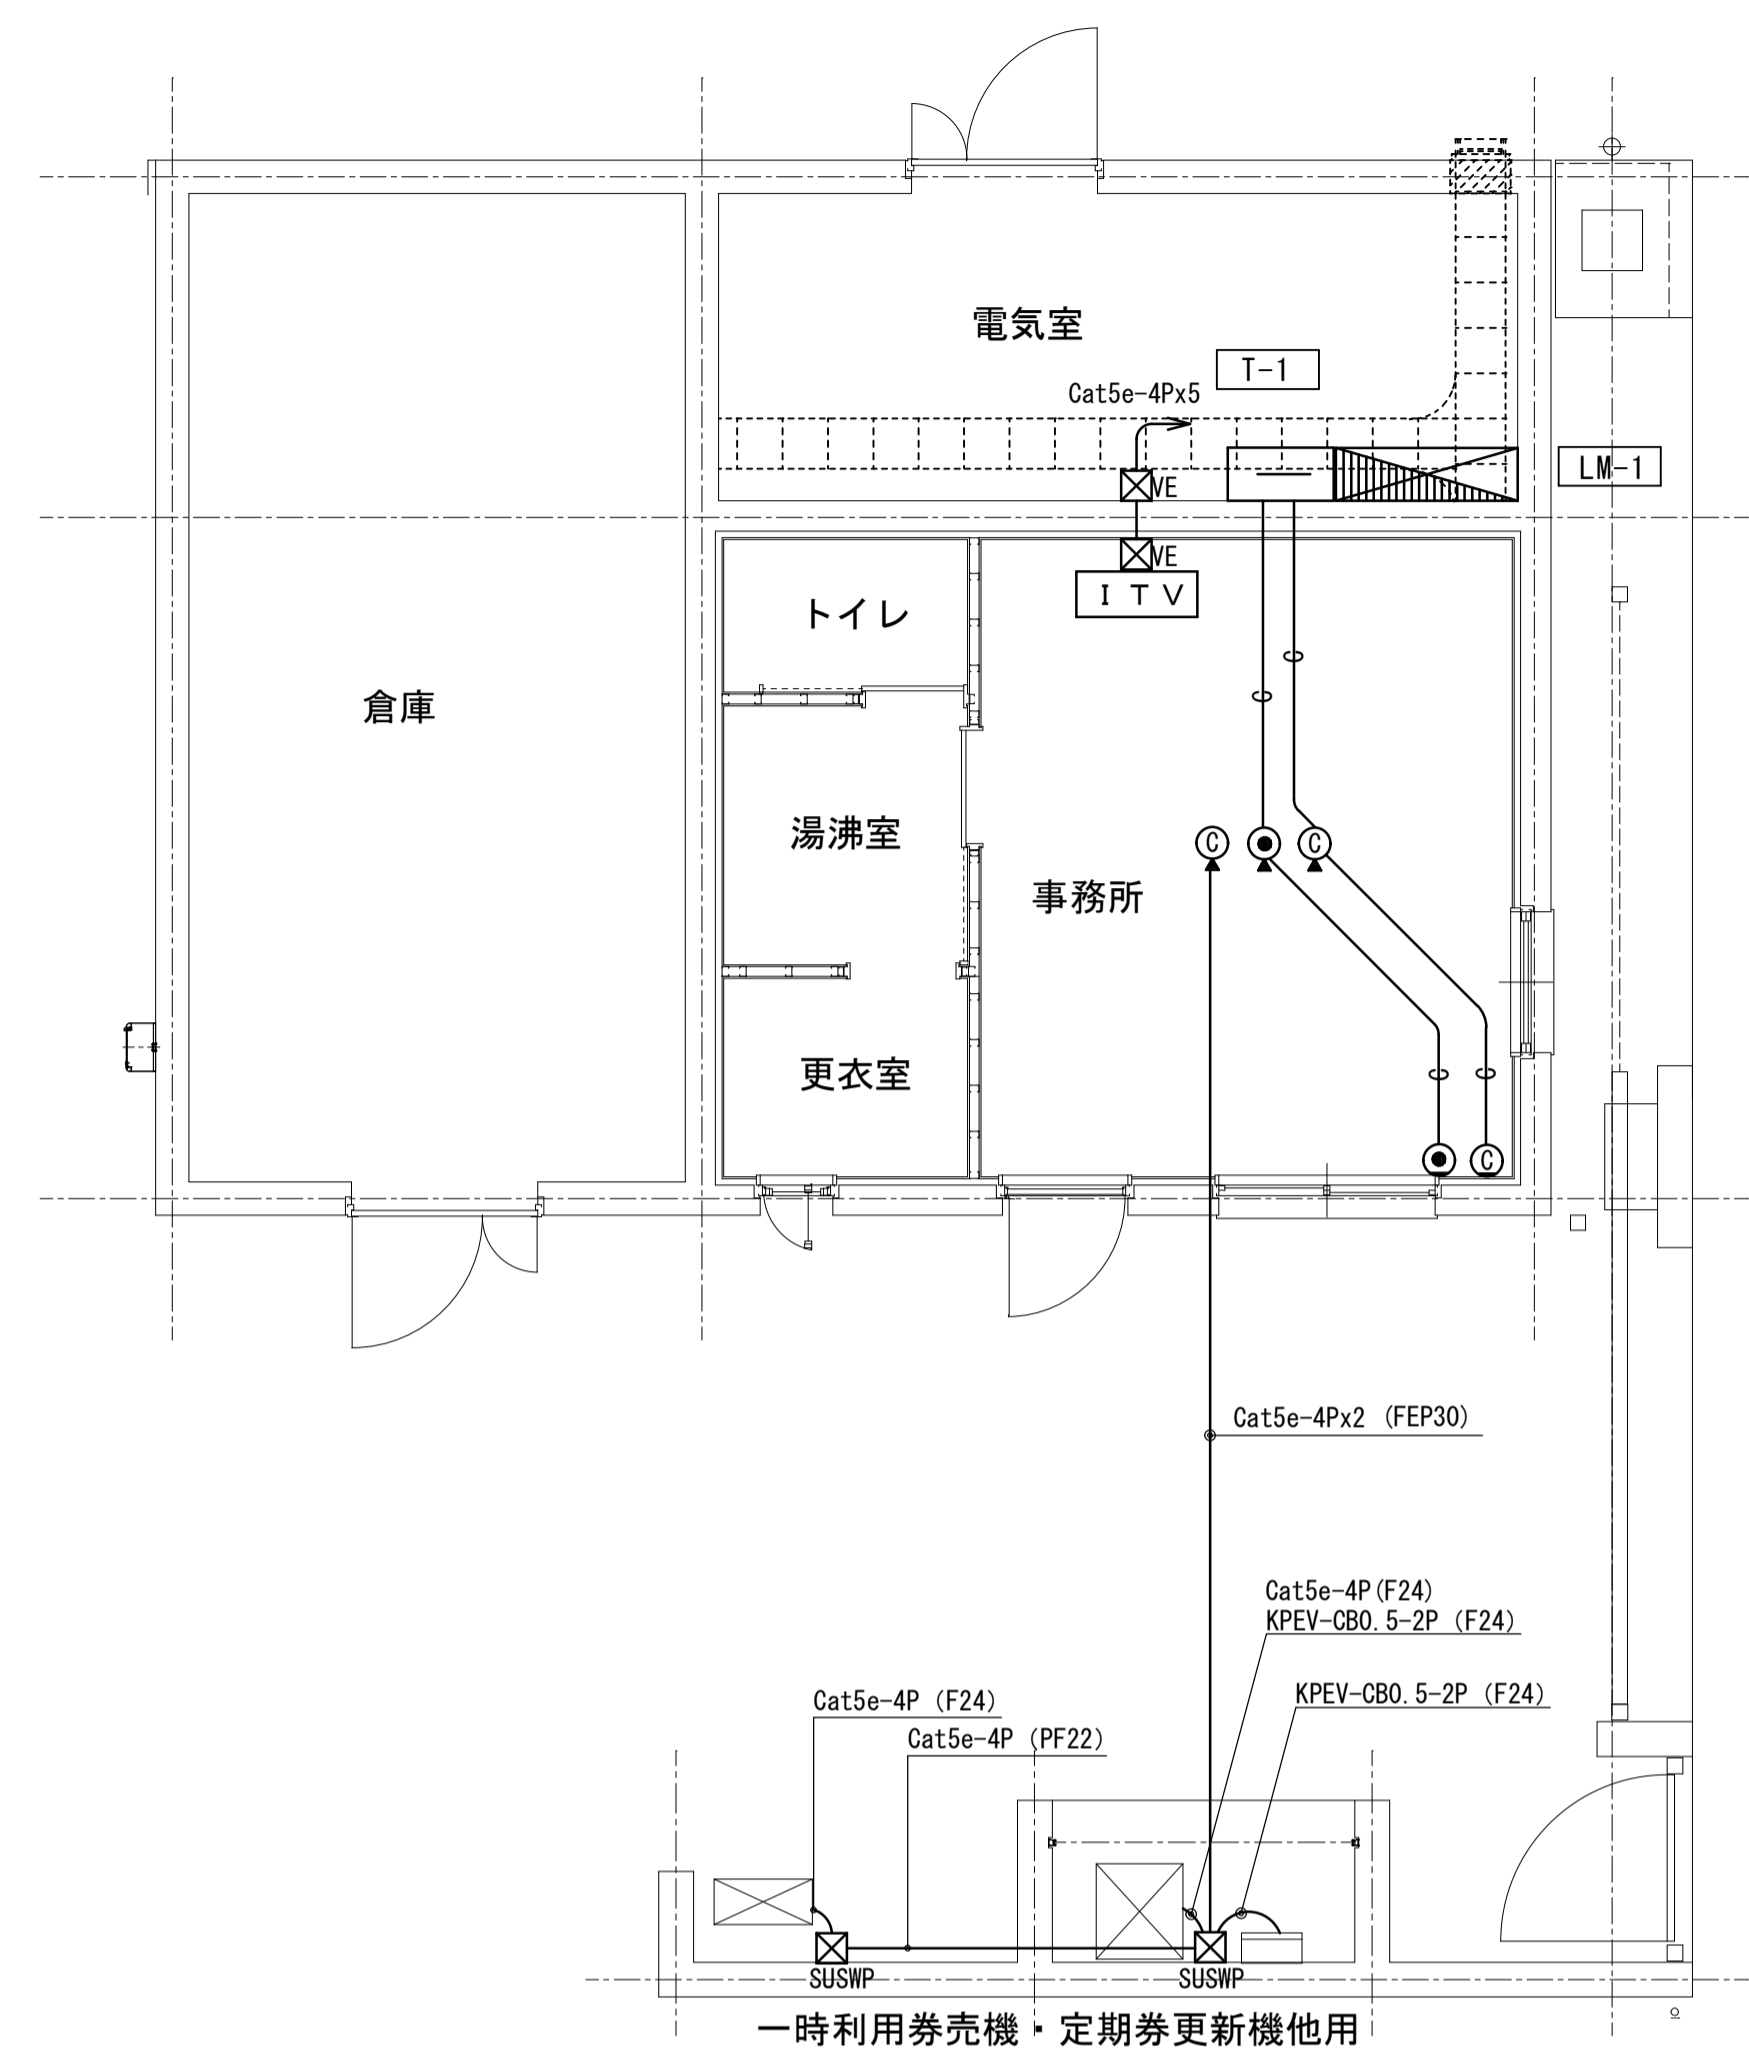 電気室
T-1
Cat5e-4Px5
LM-1
VE
VE
ＩＴＶ
トイレ
倉庫
湯沸室
C
C
事務所
更衣室
C
Cat5e-4Px2 (FEP30)
Cat5e-4P(F24)
KPEV-CB0.5-2P (F24)
KPEV-CB0.5-2P (F24)
Cat5e-4P (F24)
Cat5e-4P (PF22)
SUSWP
SUSWP
一時利用券売機・定期券更新機他用